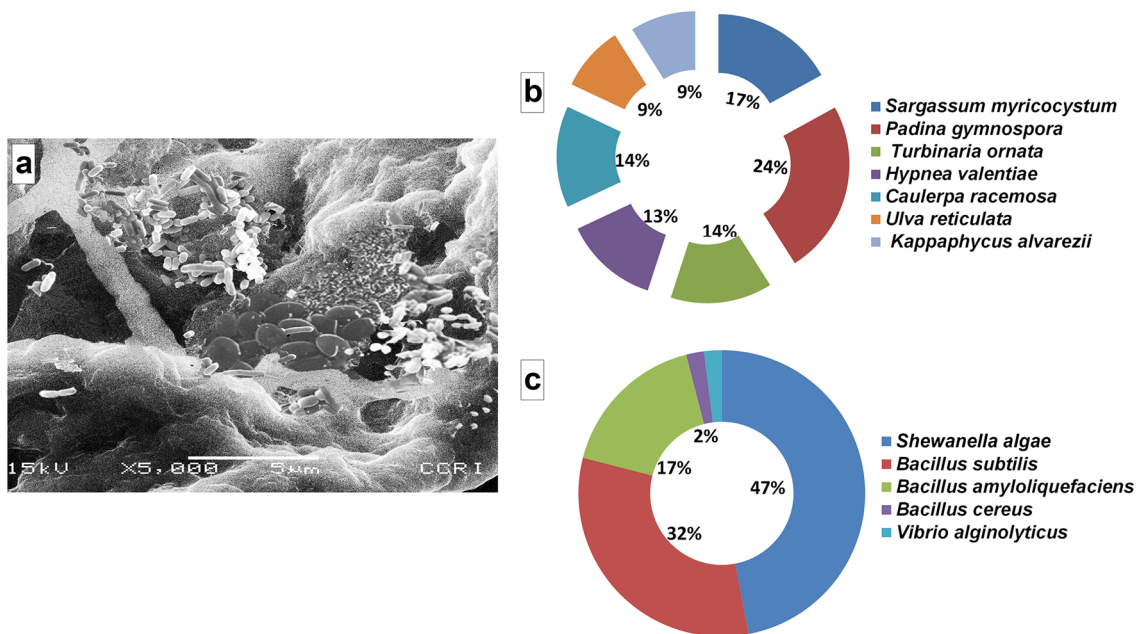 a
15kV X5,000 5μm CGRI
b
17%
24%
14%
13%
14%
9%
9%
Sargassum myricocystum
Padina gymnospora
Turbinaria ornata
Hypnea valentiae
Caulerpa racemosa
Ulva reticulata
Kappaphycus alvarezii
c
47%
32%
17%
2%
Shewanella algae
Bacillus subtilis
Bacillus amyloliquefaciens
Bacillus cereus
Vibrio alginolyticus